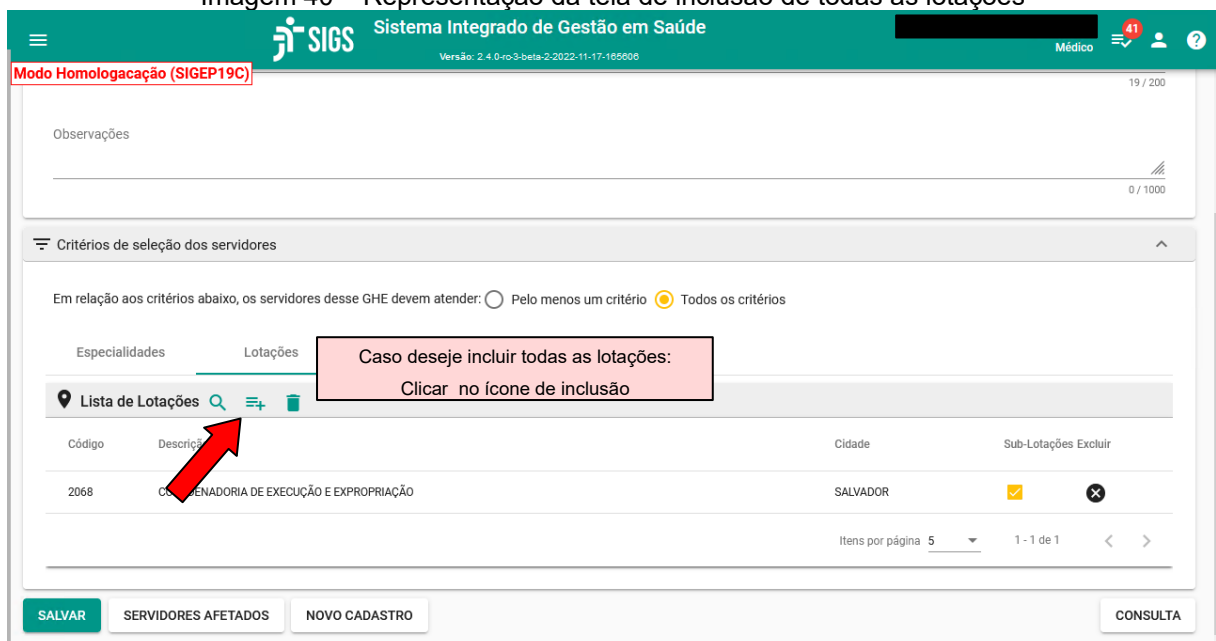 Imagem 40 – Representação da tela de inclusão de todas as lotações
SIGS
Sistema Integrado de Gestão em Saúde
Versão: 2.4.0-ro-3-beta-2-2022-11-17-165606
Médico
41
Modo Homologacação (SIGEP19C)
19 / 200
Observações
0 / 1000
Critérios de seleção dos servidores
Em relação aos critérios abaixo, os servidores desse GHE devem atender: Pelo menos um critério Todos os critérios
Especialidades Lotações
Caso deseje incluir todas as lotações:
Clicar no ícone de inclusão
Lista de Lotações
Código Descrição Cidade Sub-Lotações Excluir
2068 DE EXECUÇÃO E EXPROPRIAÇÃO SALVADOR
Itens por página 5 1 - 1 de 1
SALVAR SERVIDORES AFETADOS NOVO CADASTRO CONSULTA